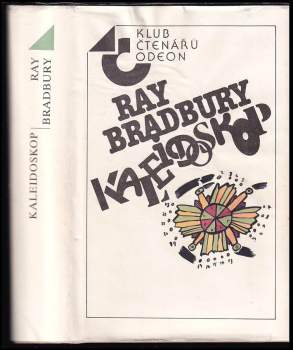 RAY
BRADBURY
KALEIDOSKOP
KLUB
ČTENÁŘŮ
ODEON
RAY
BRADBURY
KALEIDOSKOP